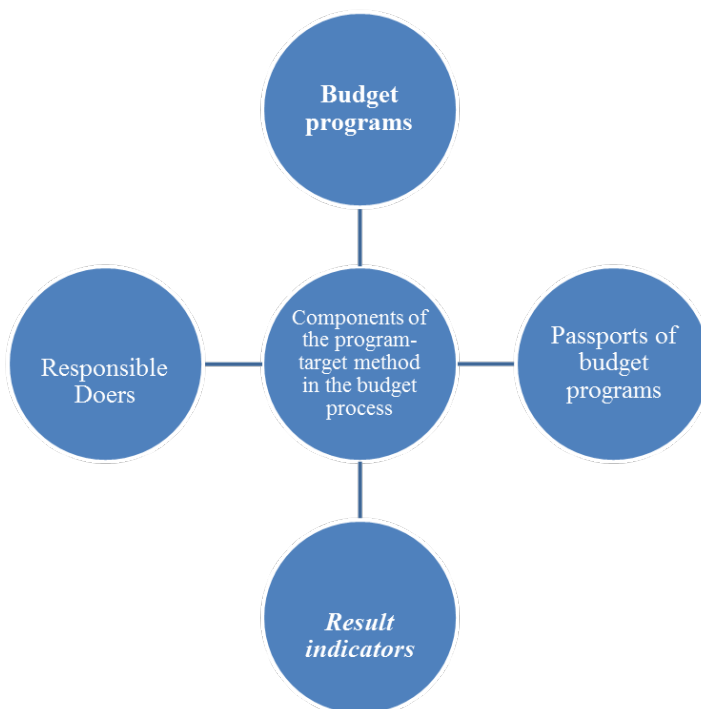 Budget
programs
Responsible
Doers
Components of
the program-
target method
in the budget
process
Passports of
budget
programs
Result
indicators